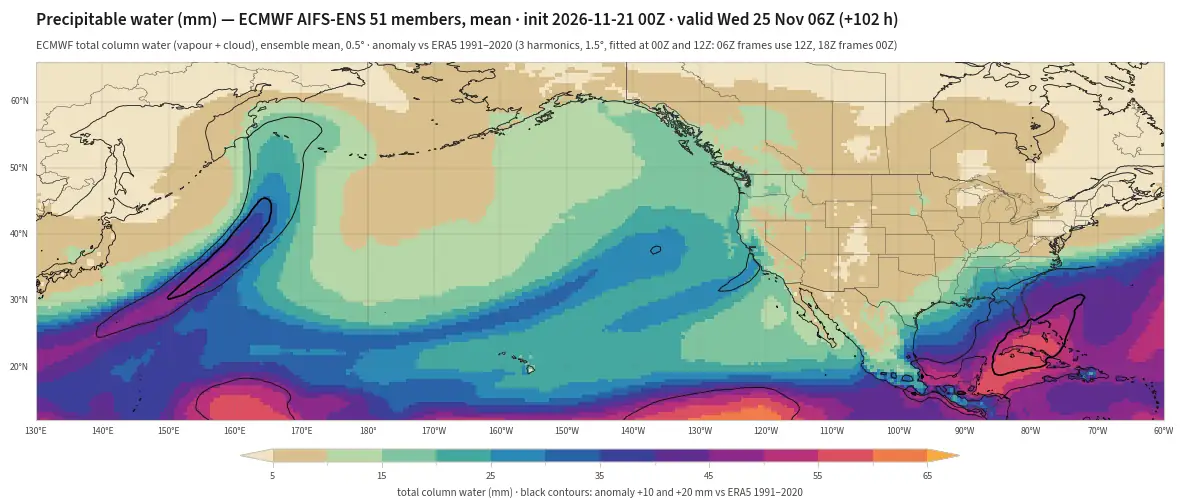 Precipitable water (mm) — ECMWF AIFS-ENS 51 members, mean · init 2026-11-21 00Z · valid Wed 25 Nov 06Z (+102 h)
ECMWF total column water (vapour + cloud), ensemble mean, 0.5° · anomaly vs ERA5 1991–2020 (3 harmonics, 1.5°, fitted at 00Z and 12Z: 06Z frames use 12Z, 18Z frames 00Z)
60°N
50°N
40°N
30°N
20°N
130°E 140°E 150°E 160°E 170°E 180° 170°W 160°W 150°W 140°W 130°W 120°W 110°W 100°W 90°W 80°W 70°W 60°W
5 15 25 35 45 55 65
total column water (mm) · black contours: anomaly +10 and +20 mm vs ERA5 1991–2020